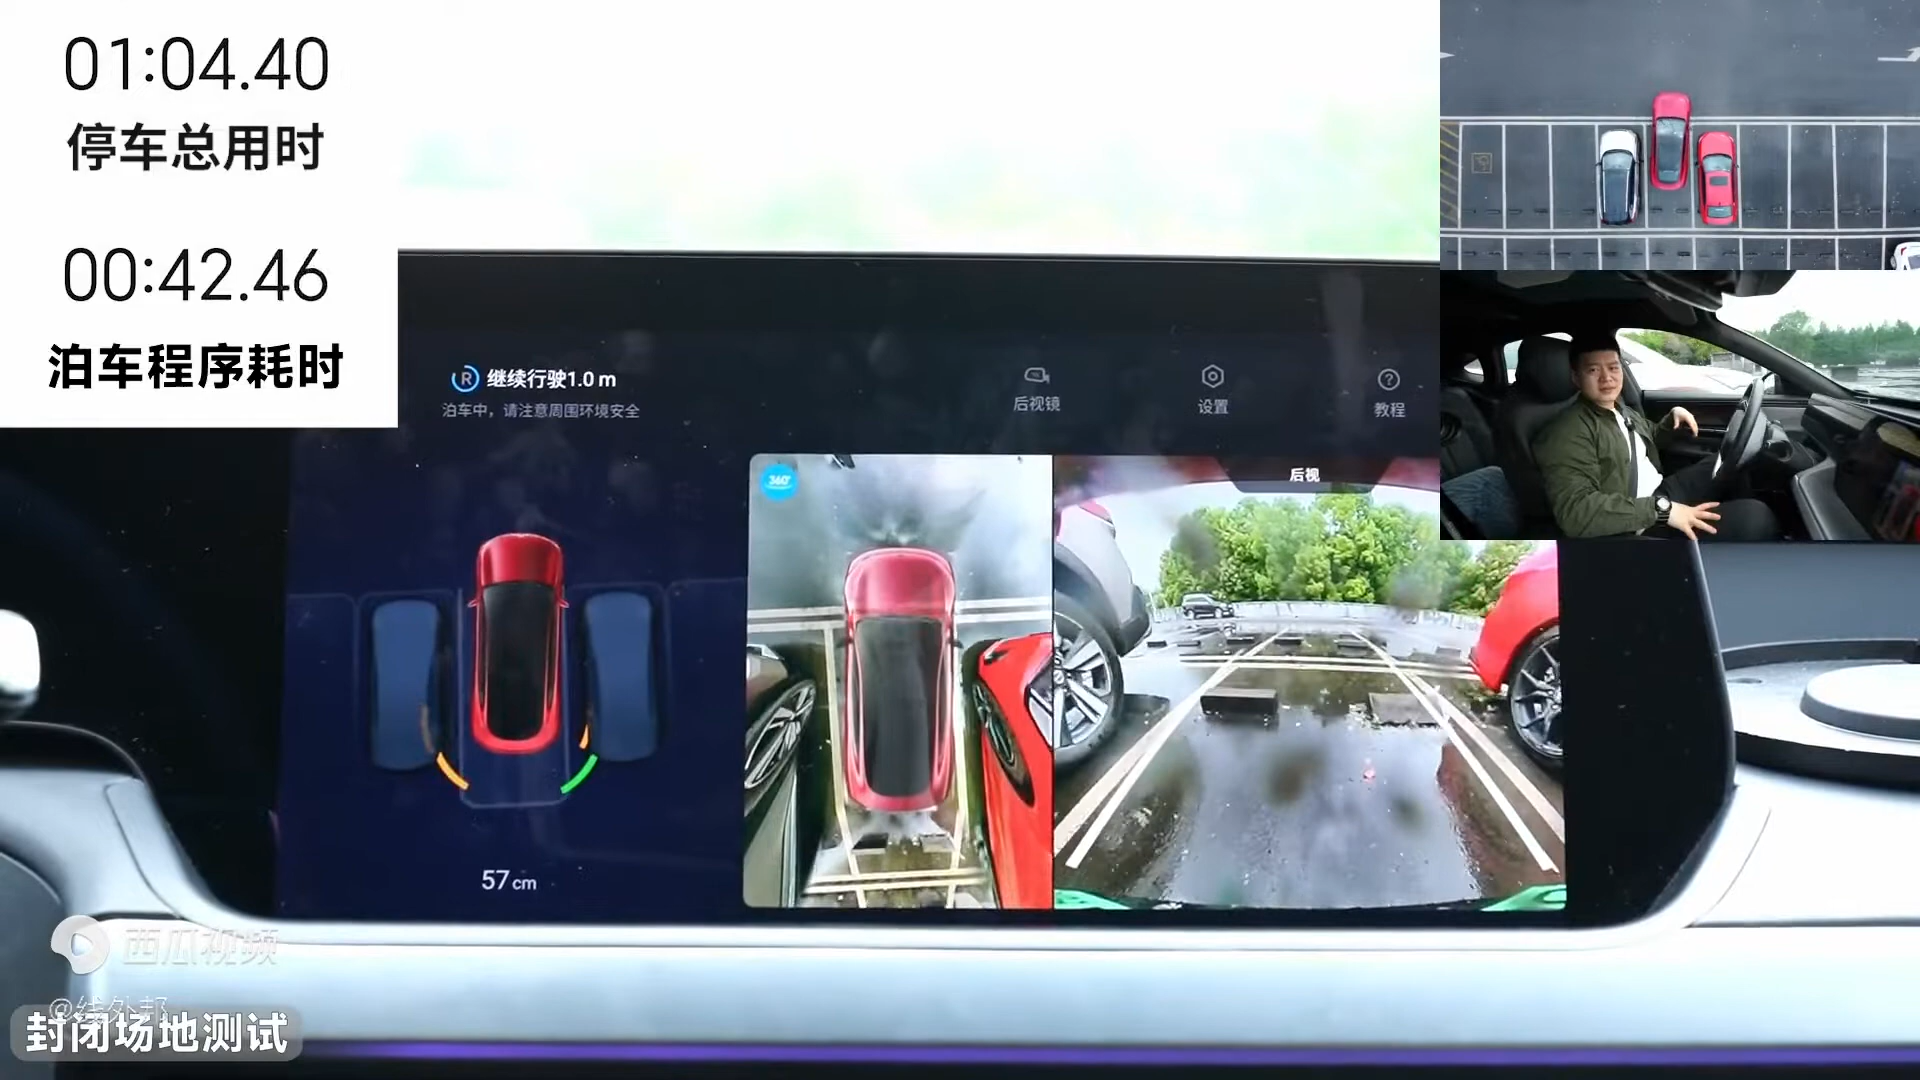 01:04.40
停车总用时
00:42.46
泊车程序耗时
R 继续行驶1.0 m
泊车中，请注意周围环境安全
后视镜
设置
教程
360°
后视
57 cm
西瓜视频
@线外邦
封闭场地测试